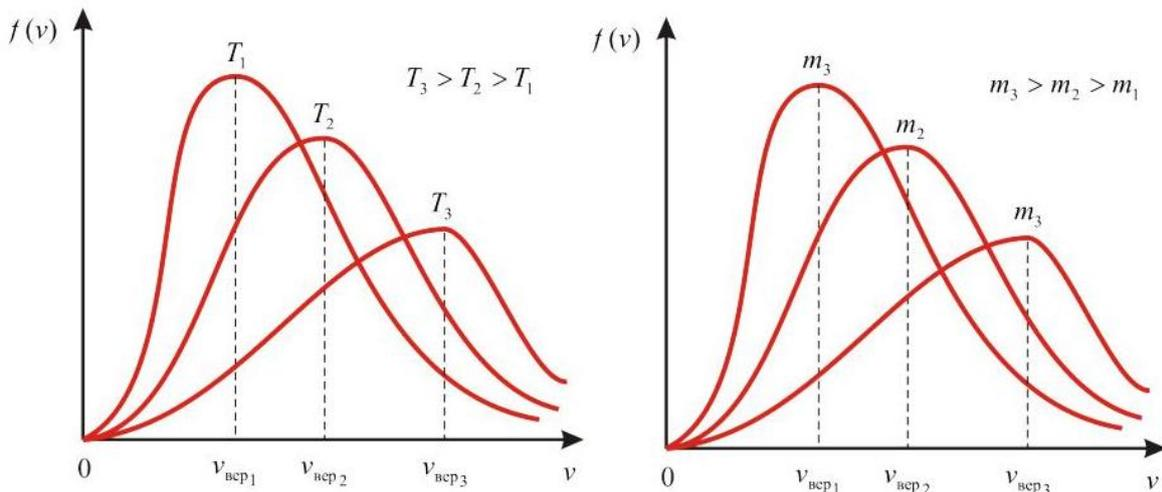 f (v)
T₁
T₂
T₃
T₃ > T₂ > T₁
0
vвер₁
vвер₂
vвер₃
v
f (v)
m₃
m₂
m₃
m₃ > m₂ > m₁
0
vвер₁
vвер₂
vвер₃
v